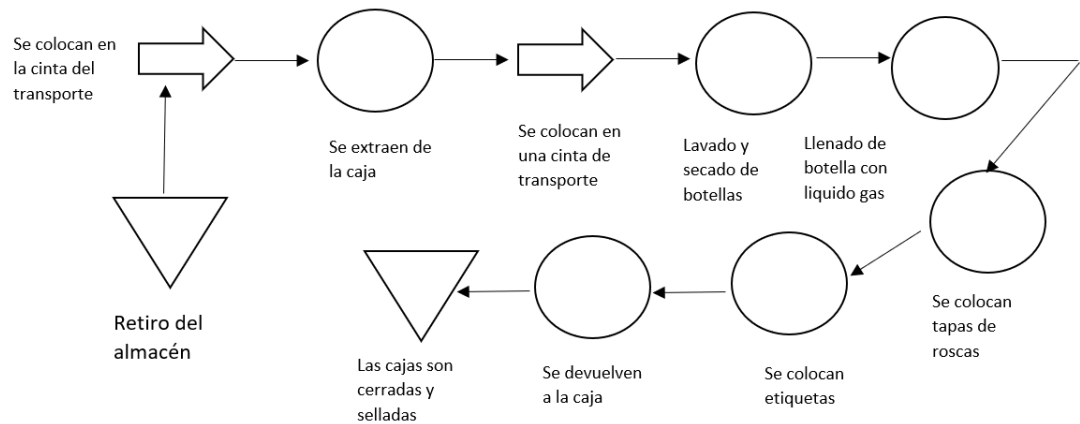 Se colocan en
la cinta del
transporte
Se extraen de
la caja
Se colocan en
una cinta de
transporte
Lavado y
secado de
botellas
Llenado de
botella con
liquido gas
Se colocan
tapas de
roscas
Se colocan
etiquetas
Se devuelven
a la caja
Las cajas son
cerradas y
selladas
Retiro del
almacén